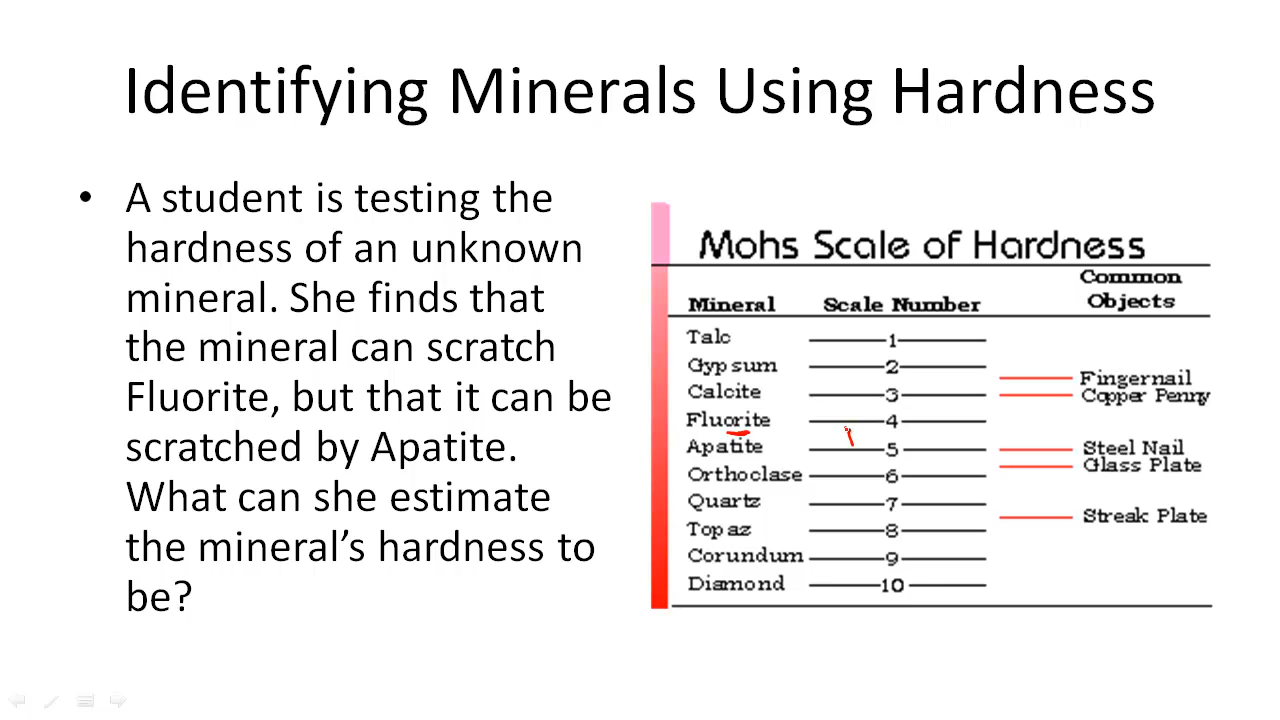 Identifying Minerals Using Hardness
• A student is testing the
hardness of an unknown
mineral. She finds that
the mineral can scratch
Fluorite, but that it can be
scratched by Apatite.
What can she estimate
the mineral's hardness to
be?
Mohs Scale of Hardness
Mineral Scale Number Common Objects
Talc 1
Gypsum 2
Fingernail
Calcite 3 Copper Penny
Fluorite 4
Apatite 5 Steel Nail
Glass Plate
Orthoclase 6
Quartz 7
Streak Plate
Topaz 8
Corundum 9
Diamond 10